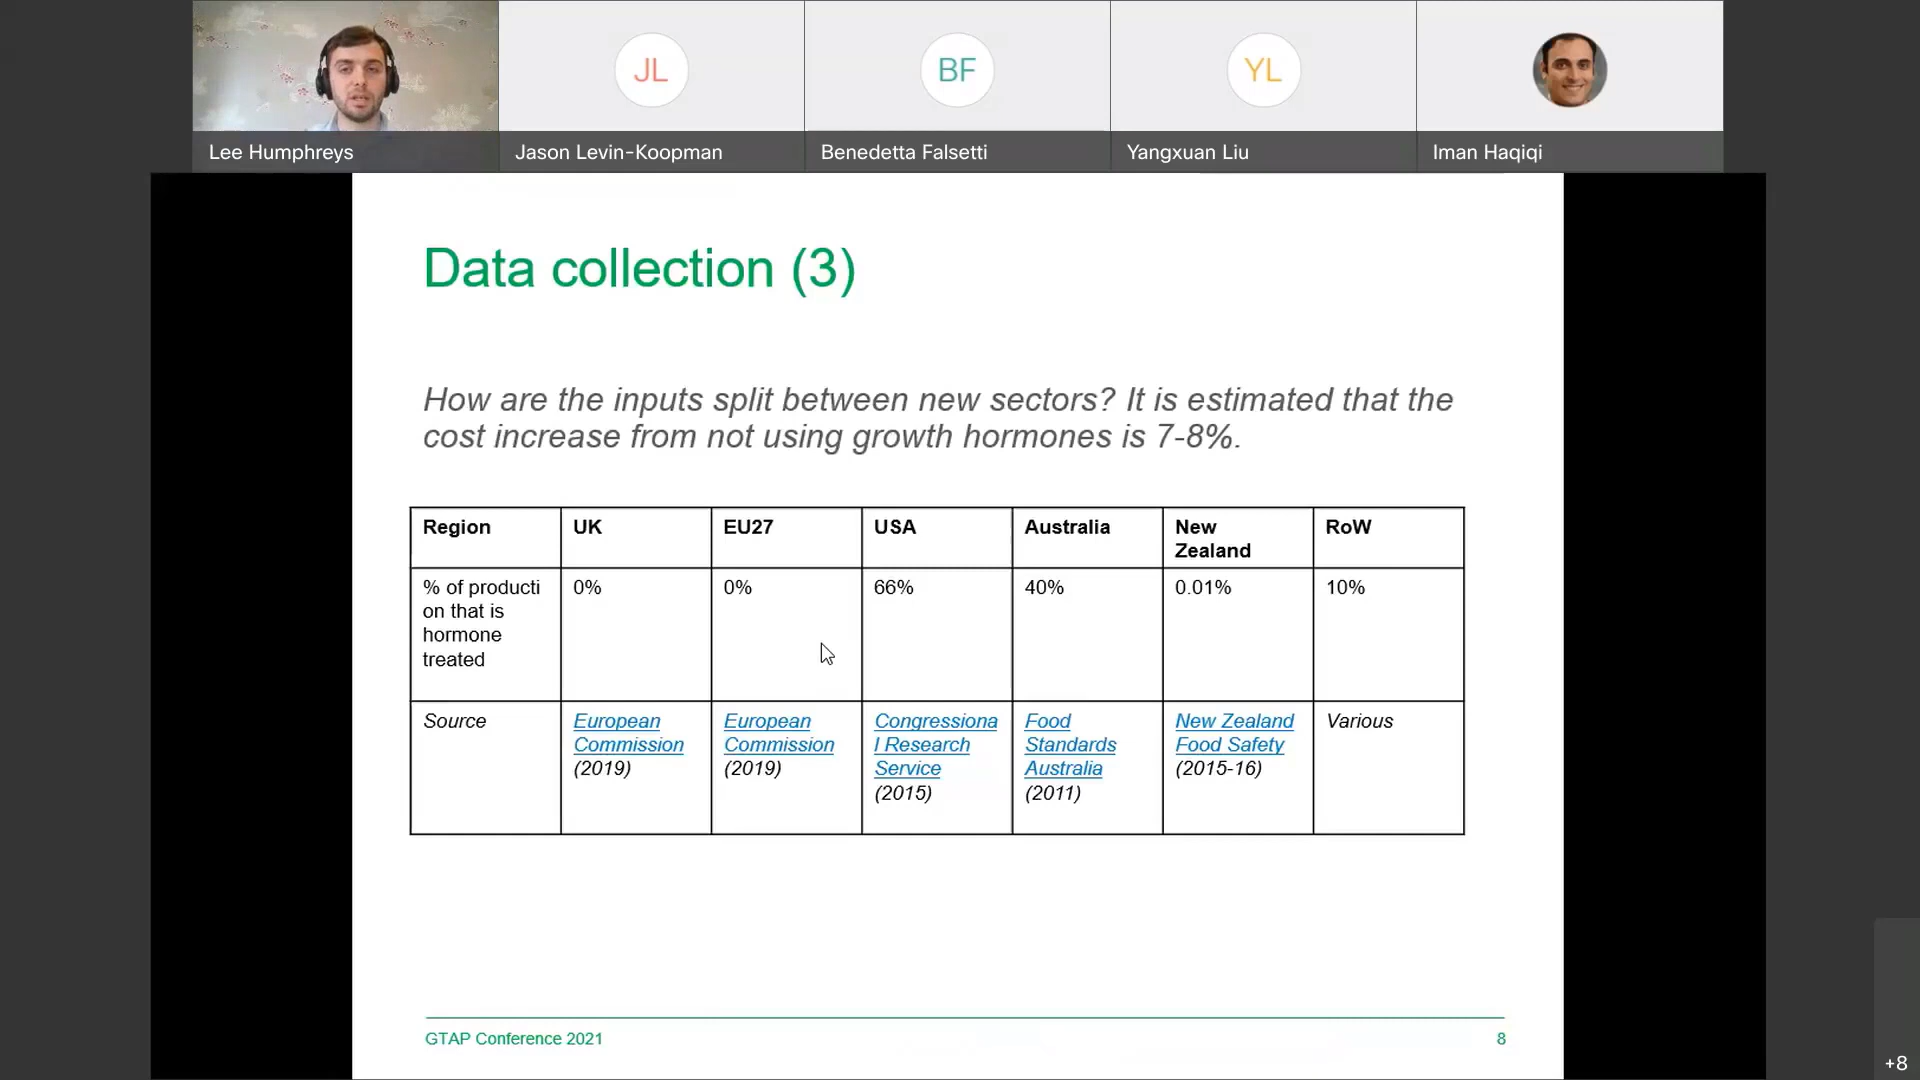 JL
BF
YL
Lee Humphreys
Jason Levin-Koopman
Benedetta Falsetti
Yangxuan Liu
Iman Haqiqi
Data collection (3)
How are the inputs split between new sectors? It is estimated that the
cost increase from not using growth hormones is 7-8%.
Region
UK
EU27
USA
Australia
New
Zealand
RoW
% of producti
on that is
hormone
treated
0%
0%
66%
40%
0.01%
10%
Source
European
Commission
(2019)
European
Commission
(2019)
Congressiona
l Research
Service
(2015)
Food
Standards
Australia
(2011)
New Zealand
Food Safety
(2015-16)
Various
GTAP Conference 2021
8
+8